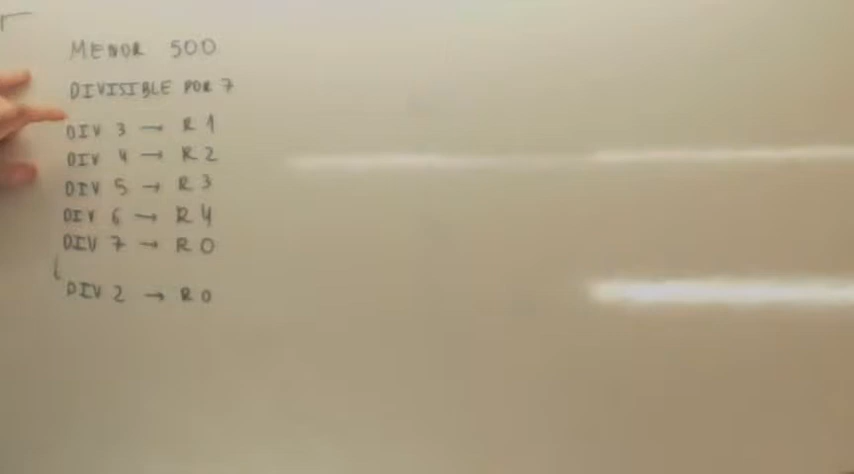 MENOR 500
DIVISIBLE POR 7
DIV 3 → R 1
DIV 4 → R 2
DIV 5 → R 3
DIV 6 → R 4
DIV 7 → R 0
DIV 2 → R 0